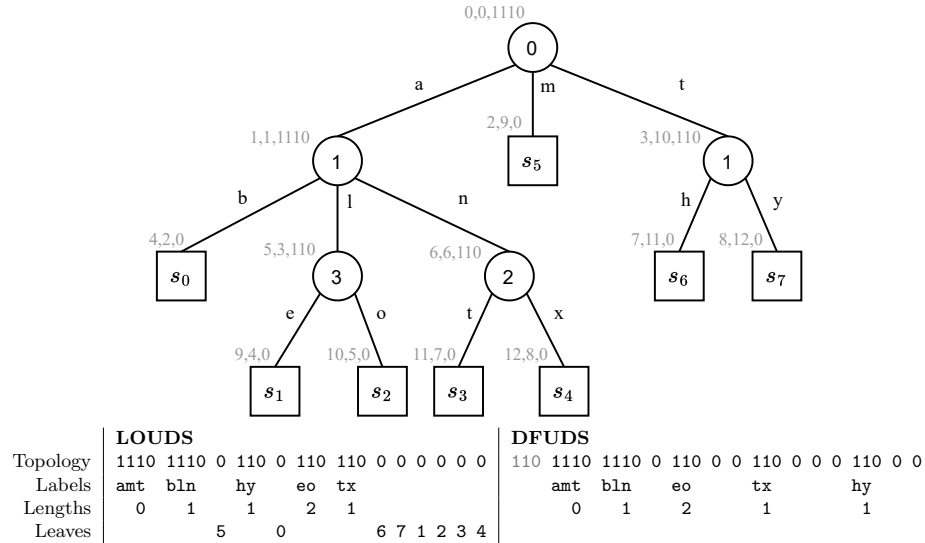 0,0,1110
0
a m t
1,1,1110 2,9,0 3,10,110
1 s5 1
b l n h y
4,2,0 5,3,110 6,6,110 7,11,0 8,12,0
s0 3 2 s6 s7
e o t x
9,4,0 10,5,0 11,7,0 12,8,0
s1 s2 s3 s4
LOUDS DFUDS
Topology 1110 1110 0 110 0 110 110 0 0 0 0 0 0 110 1110 1110 0 110 0 0 110 0 0 0 110 0 0
Labels amt bln hy eo tx amt bln eo tx hy
Lengths 0 1 1 2 1 0 1 2 1 1
Leaves 5 0 6 7 1 2 3 4